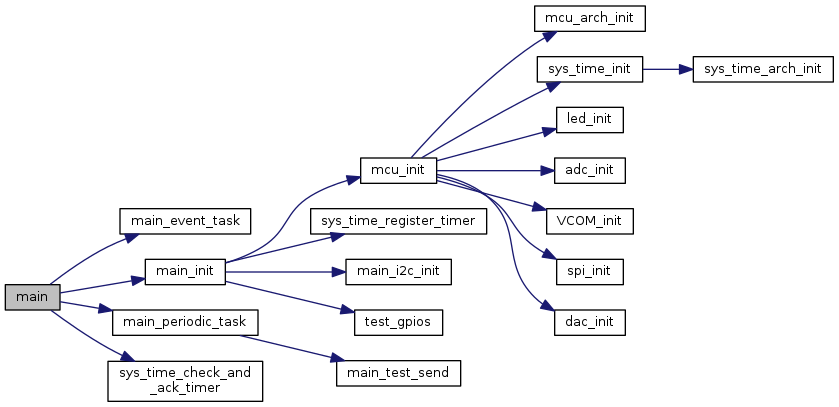 mcu_arch_init
sys_time_init
sys_time_arch_init
led_init
mcu_init
adc_init
main_event_task
sys_time_register_timer
VCOM_init
main_init
main_i2c_init
spi_init
main
main_periodic_task
test_gpios
dac_init
sys_time_check_and
_ack_timer
main_test_send